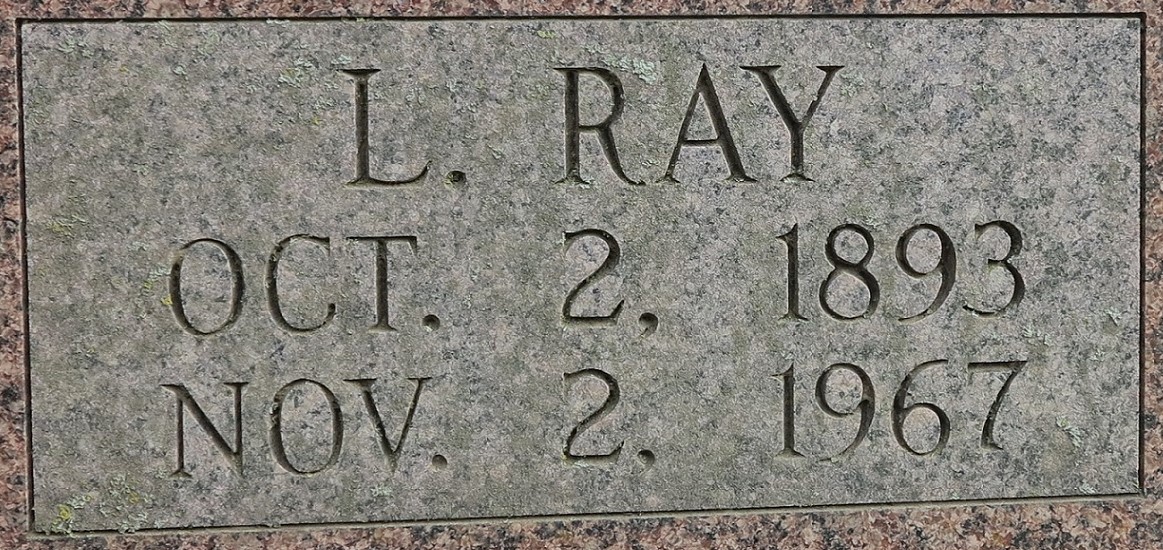 L. RAY
OCT. 2, 1893
NOV. 2, 1967